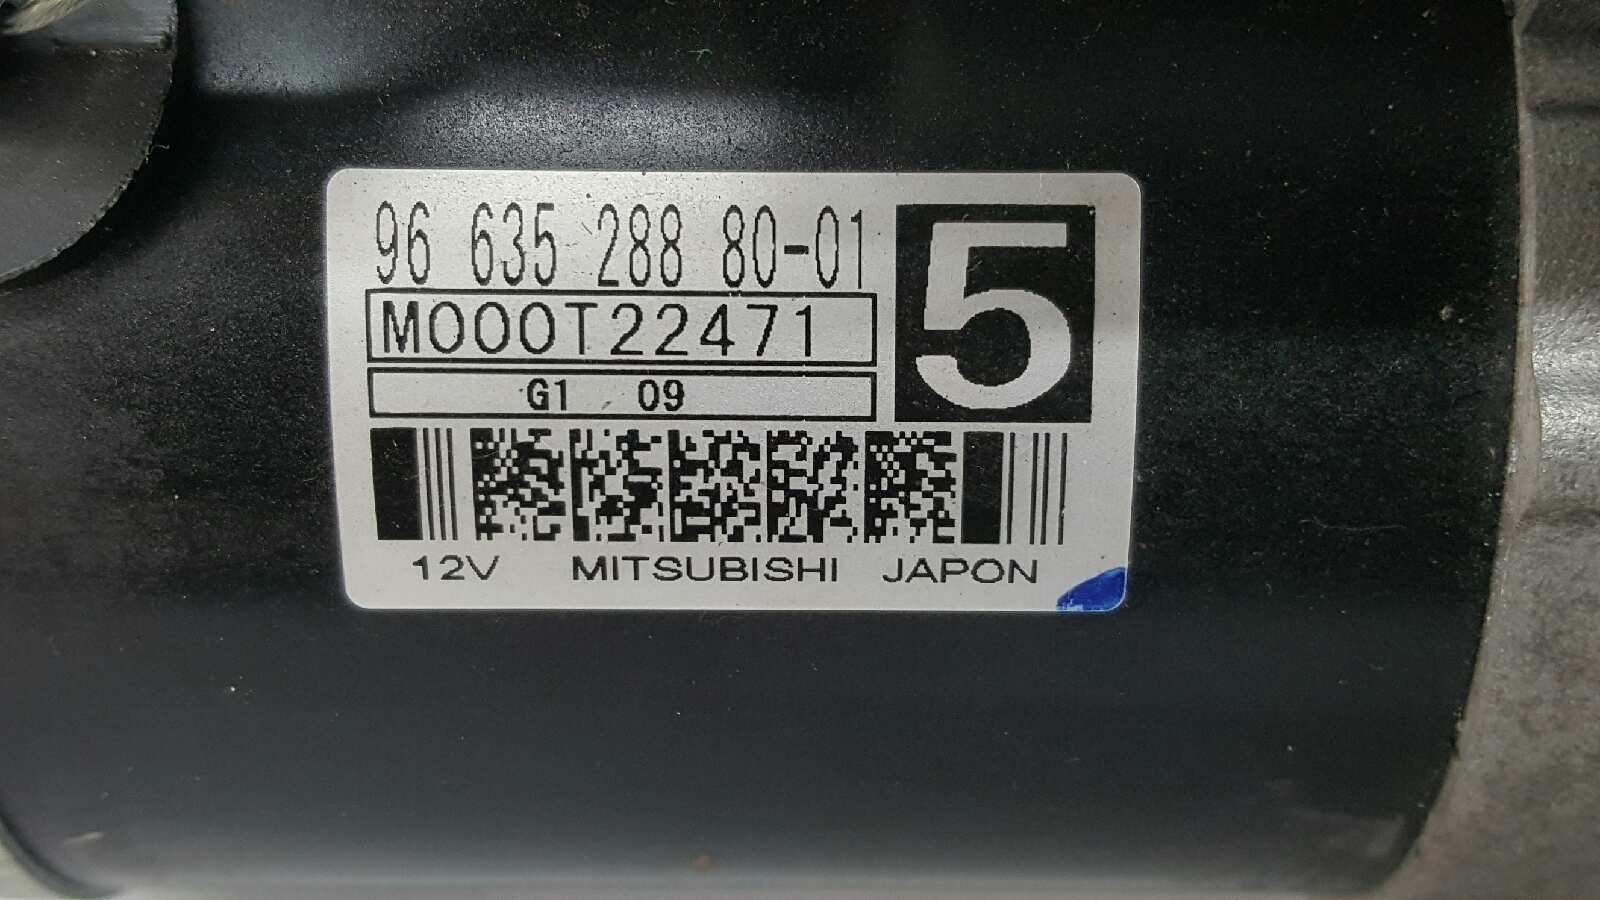 96 635 288 80-01
5
M000T22471
G1 09
12V MITSUBISHI JAPON